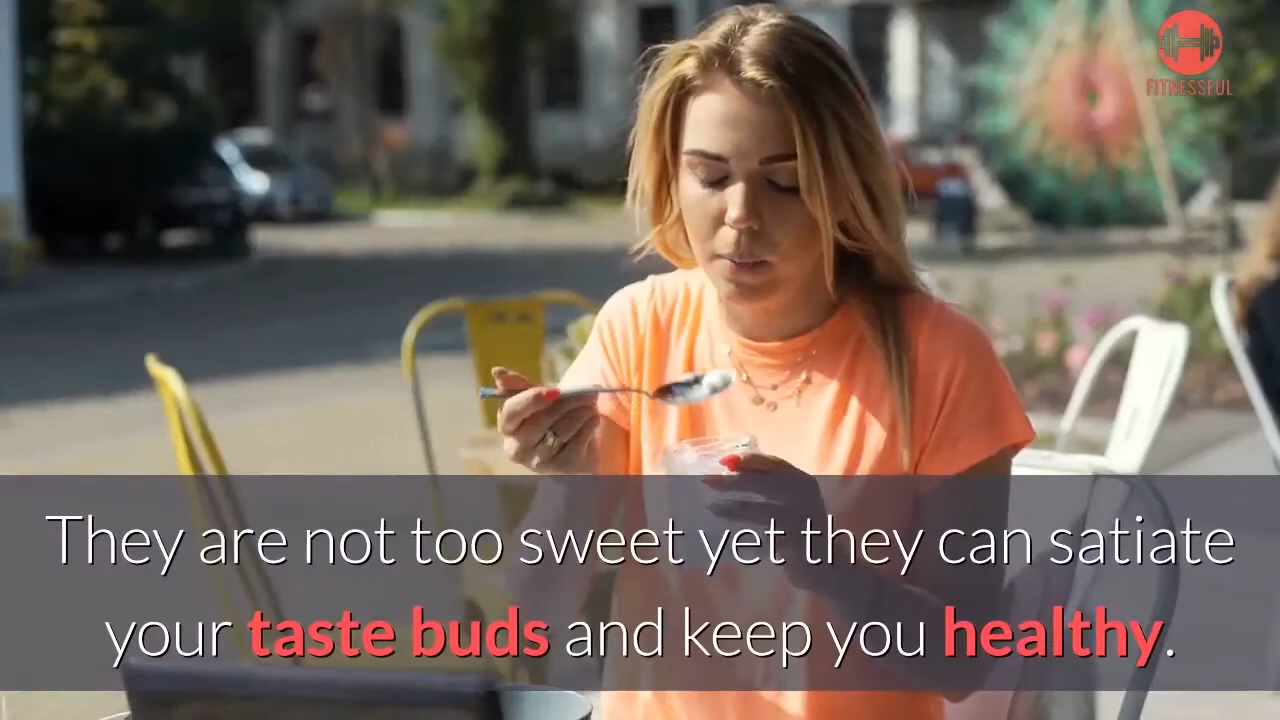 FITNESSFUL
They are not too sweet yet they can satiate
your taste buds and keep you healthy.